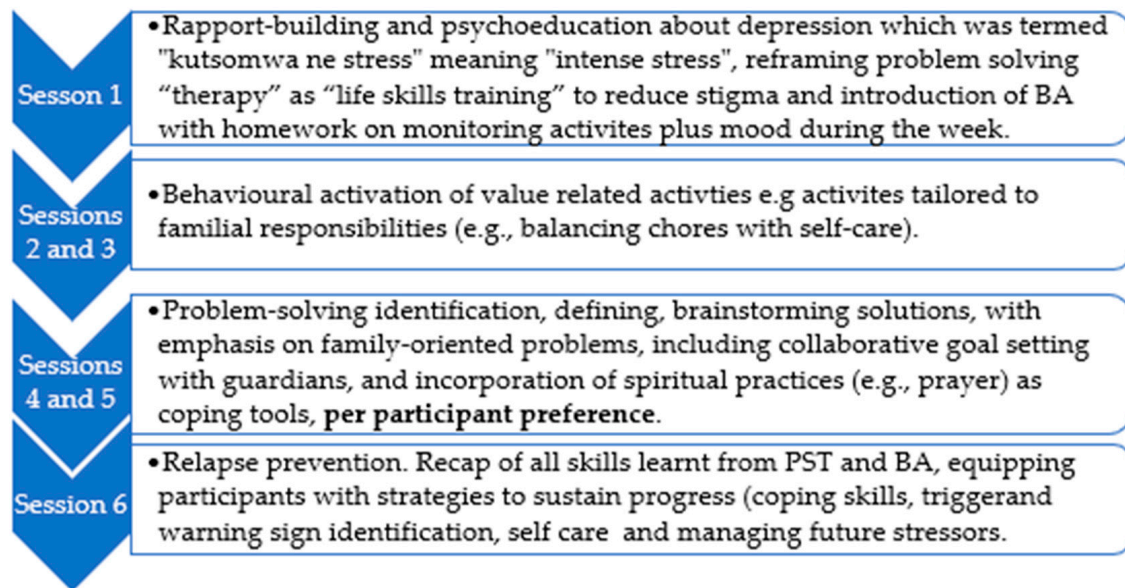 Sesson 1
•Rapport-building and psychoeducation about depression which was termed
"kutsomwa ne stress" meaning "intense stress", reframing problem solving
“therapy” as “life skills training” to reduce stigma and introduction of BA
with homework on monitoring activites plus mood during the week.
Sessions
2 and 3
•Behavioural activation of value related activties e.g activites tailored to
familial responsibilities (e.g., balancing chores with self-care).
Sessions
4 and 5
•Problem-solving identification, defining, brainstorming solutions, with
emphasis on family-oriented problems, including collaborative goal setting
with guardians, and incorporation of spiritual practices (e.g., prayer) as
coping tools, per participant preference.
Session 6
•Relapse prevention. Recap of all skills learnt from PST and BA, equipping
participants with strategies to sustain progress (coping skills, triggerand
warning sign identification, self care  and managing future stressors.